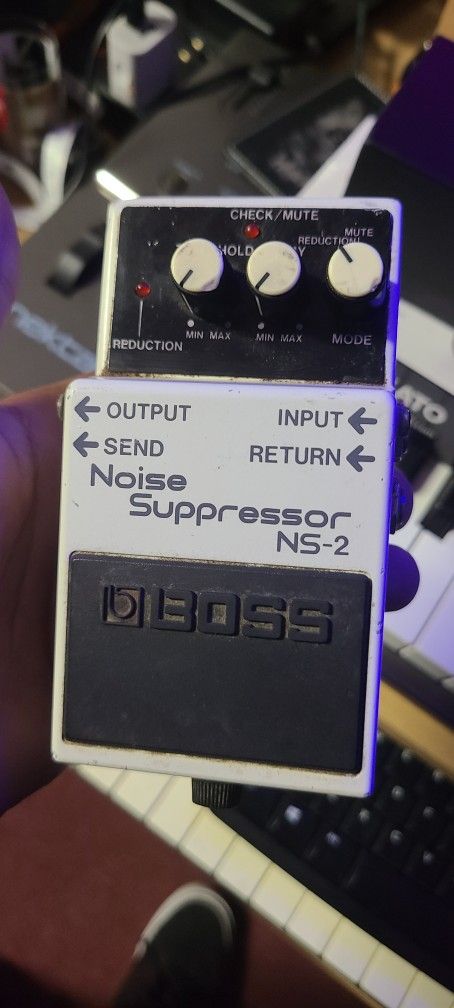 CHECK/MUTE
MUTE
REDUCTION
MIN MAX
MIN MAX
MODE
REDUCTION
← OUTPUT
INPUT ←
← SEND
RETURN ←
Noise
Suppressor
NS-2
BOSS